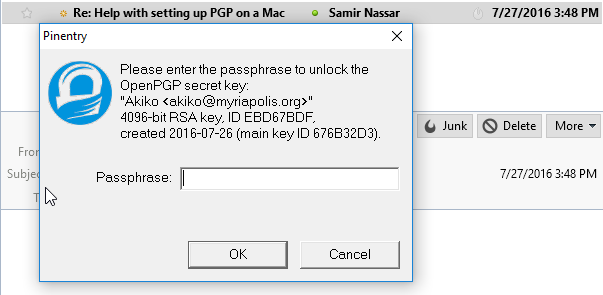 Re: Help with setting up PGP on a Mac Samir Nassar 7/27/2016 3:48 PM
Pinentry
Please enter the passphrase to unlock the
OpenPGP secret key:
"Akiko <akiko@myriapolis.org>"
4096-bit RSA key, ID EBD67BDF,
created 2016-07-26 (main key ID 676B32D3).
Junk Delete More
From
Subject 7/27/2016 3:48 PM
Passphrase:
OK Cancel